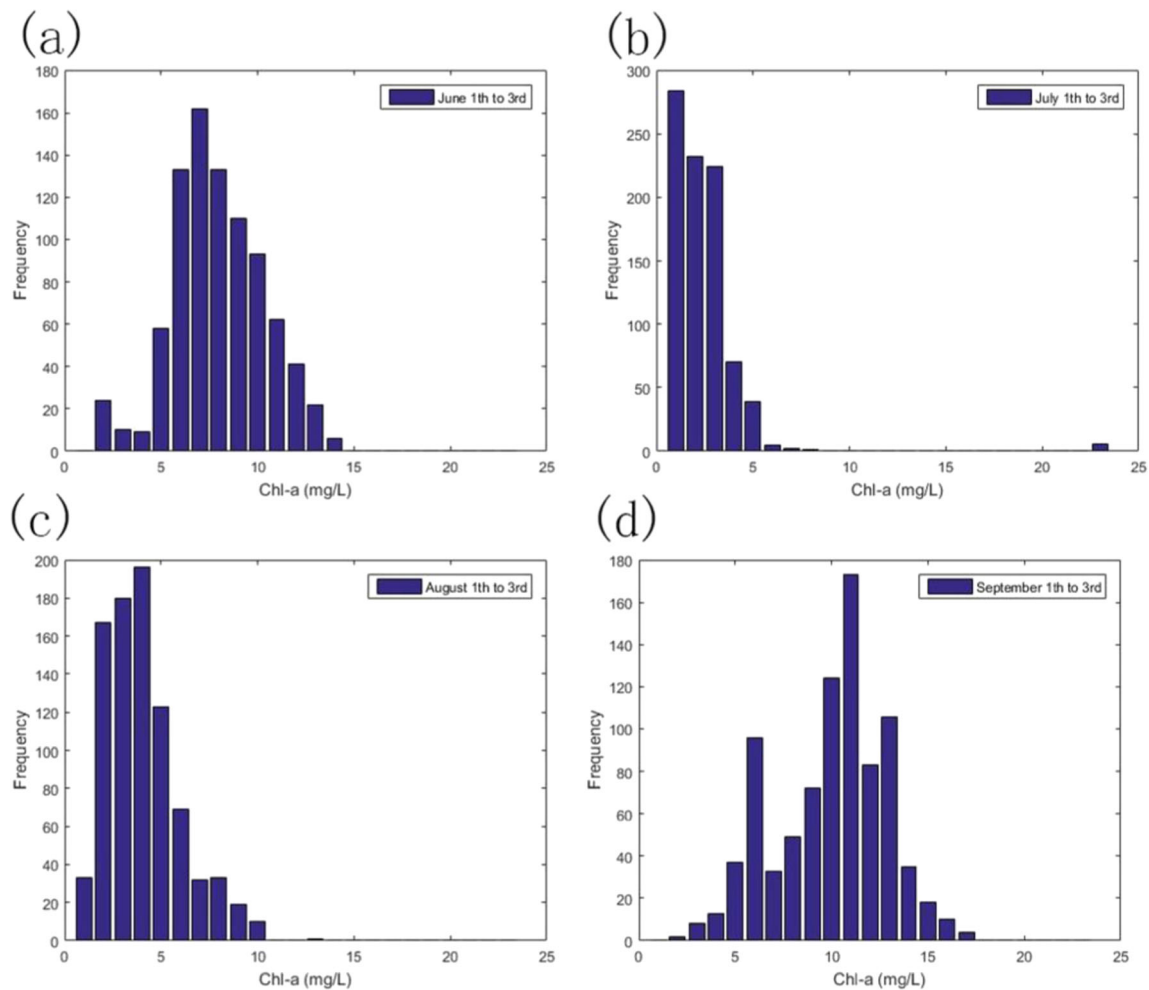 (a)
180
160
140
120
100
80
60
40
20
0
Frequency
June 1th to 3rd
0 5 10 15 20 25
Chl-a (mg/L)
(b)
300
250
200
150
100
50
0
Frequency
July 1th to 3rd
0 5 10 15 20 25
Chl-a (mg/L)
(c)
200
180
160
140
120
100
80
60
40
20
0
Frequency
August 1th to 3rd
0 5 10 15 20 25
Chl-a (mg/L)
(d)
180
160
140
120
100
80
60
40
20
0
Frequency
September 1th to 3rd
0 5 10 15 20 25
Chl-a (mg/L)